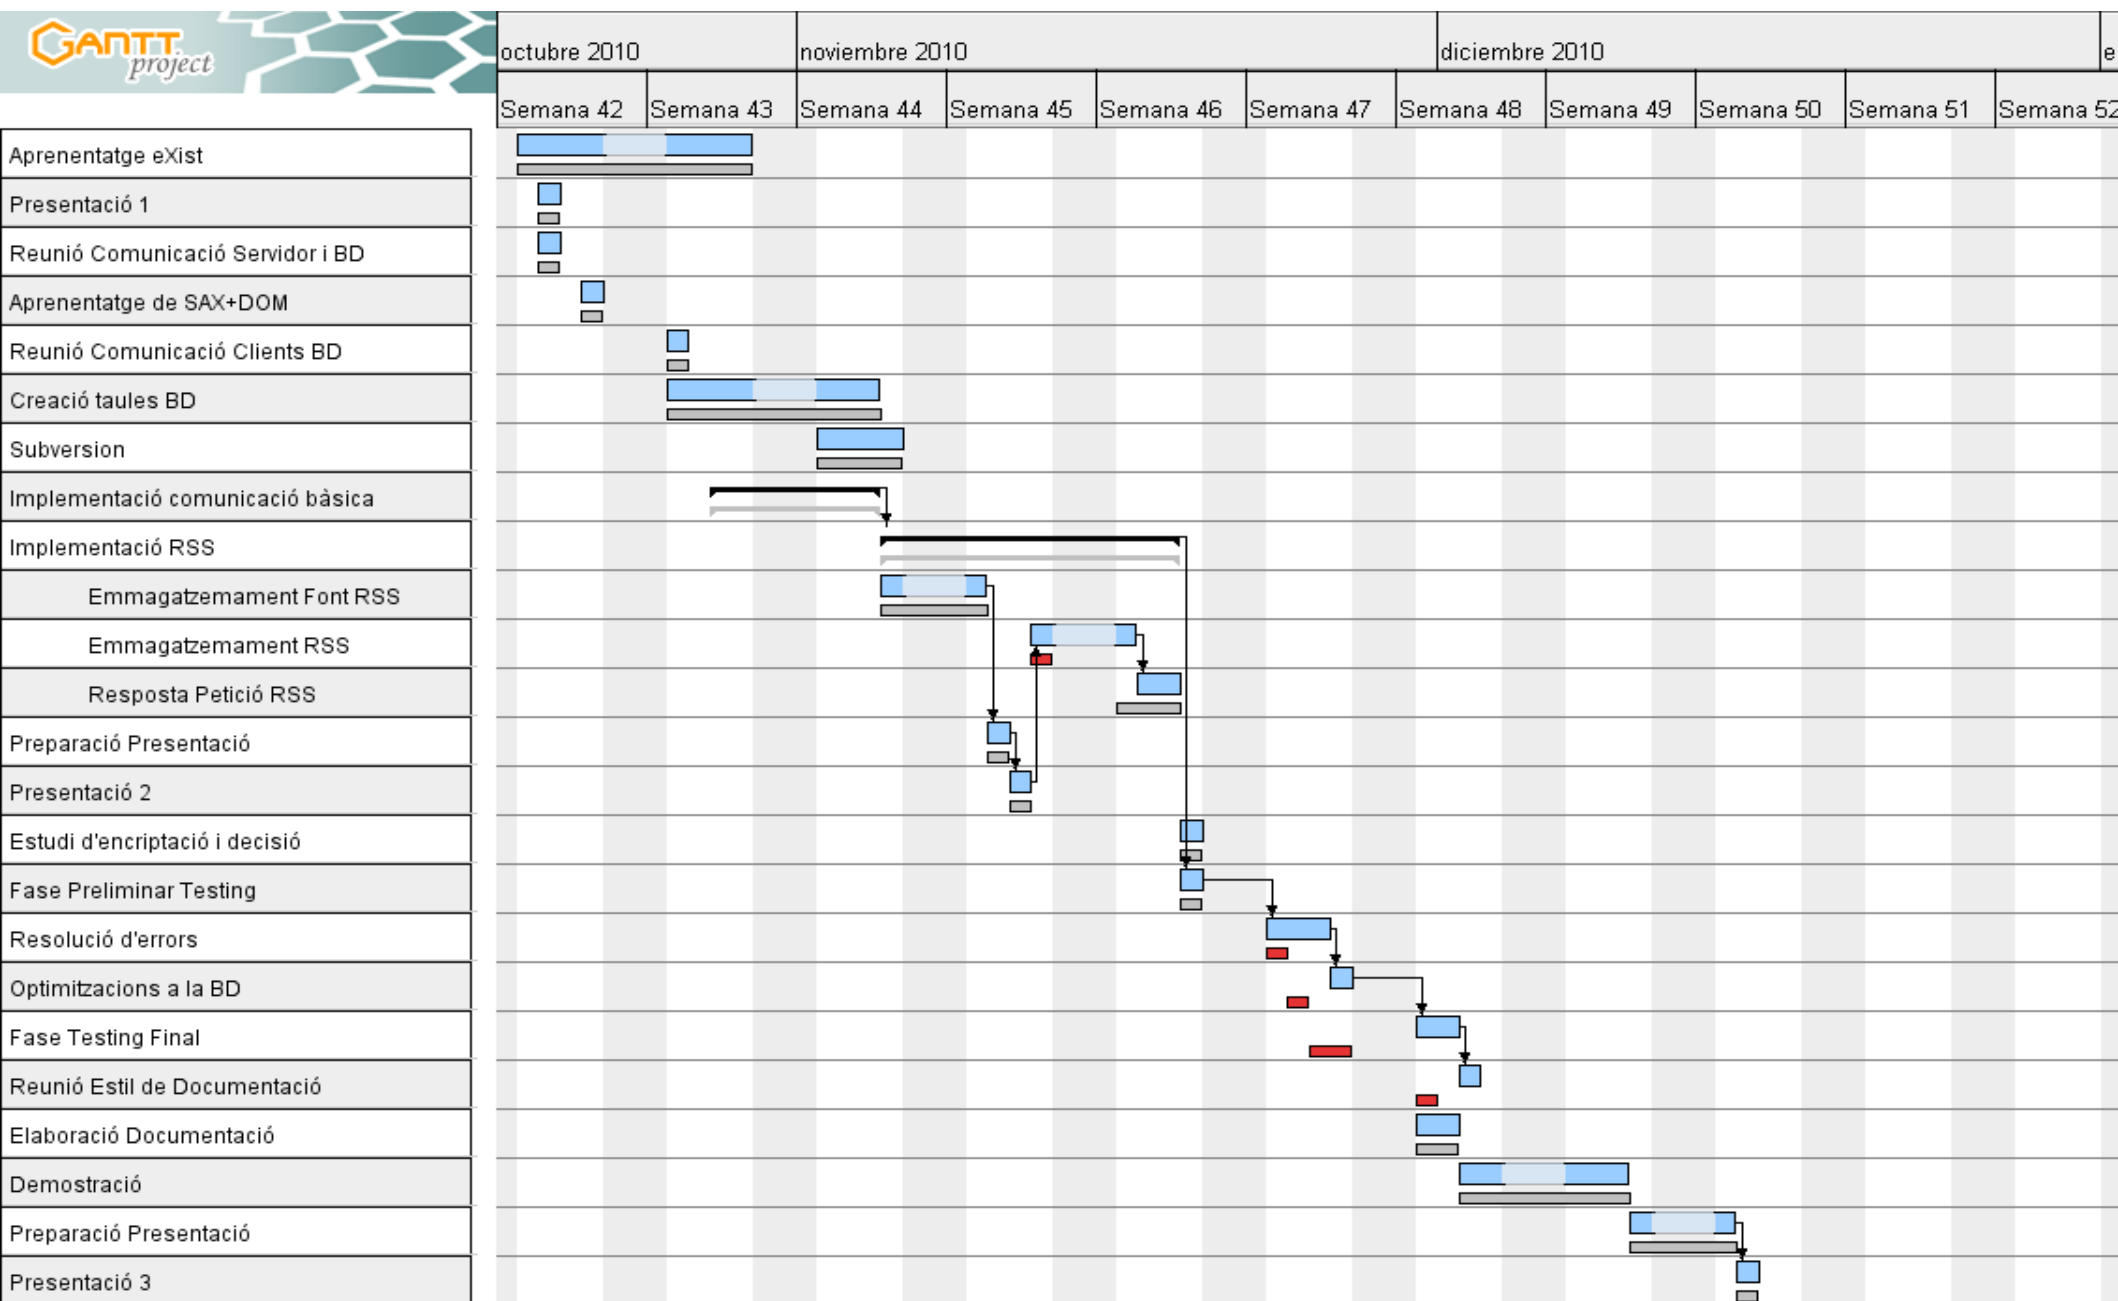 GANTT
project
octubre 2010
noviembre 2010
diciembre 2010
e
Semana 42
Semana 43
Semana 44
Semana 45
Semana 46
Semana 47
Semana 48
Semana 49
Semana 50
Semana 51
Semana 52
Aprenentatge eXist
Presentació 1
Reunió Comunicació Servidor i BD
Aprenentatge de SAX+DOM
Reunió Comunicació Clients BD
Creació taules BD
Subversion
Implementació comunicació bàsica
Implementació RSS
Emmagatzemament Font RSS
Emmagatzemament RSS
Resposta Petició RSS
Preparació Presentació
Presentació 2
Estudi d'encriptació i decisió
Fase Preliminar Testing
Resolució d'errors
Optimitzacions a la BD
Fase Testing Final
Reunió Estil de Documentació
Elaboració Documentació
Demostració
Preparació Presentació
Presentació 3